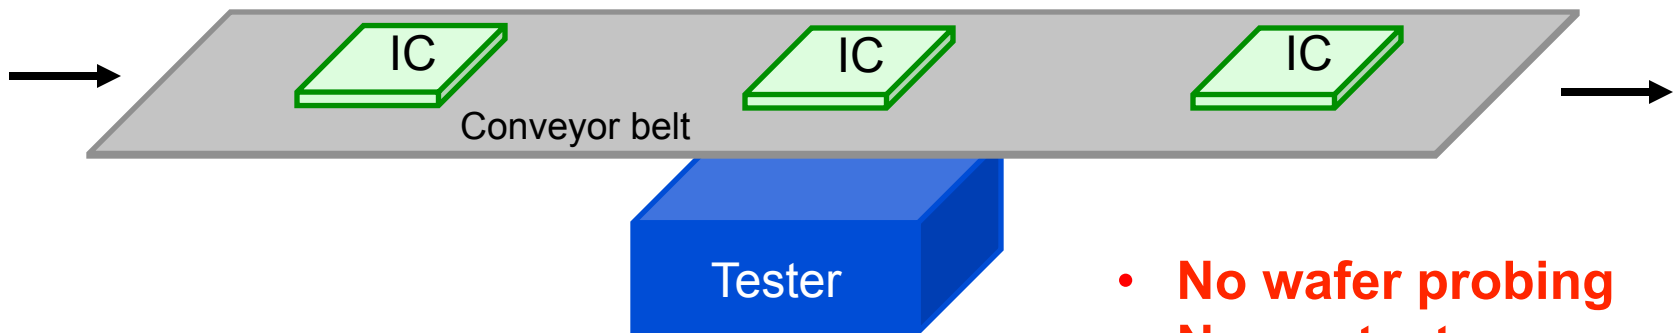 IC
IC
IC
Conveyor belt
Tester
• No wafer probing